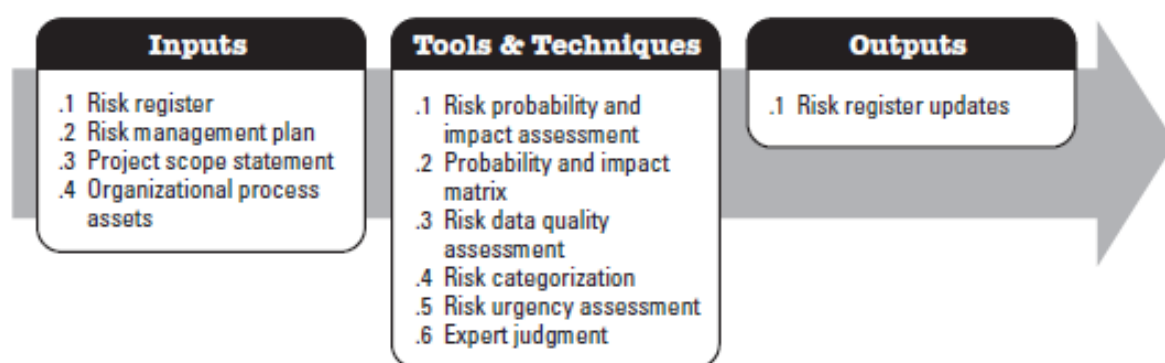 Inputs
.1 Risk register
.2 Risk management plan
.3 Project scope statement
.4 Organizational process
assets
Tools & Techniques
.1 Risk probability and
impact assessment
.2 Probability and impact
matrix
.3 Risk data quality
assessment
.4 Risk categorization
.5 Risk urgency assessment
.6 Expert judgment
Outputs
.1 Risk register updates